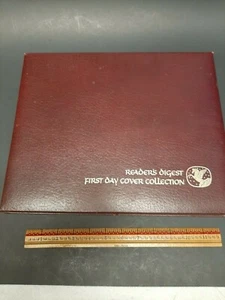 READER'S DIGEST
FIRST DAY COVER COLLECTION